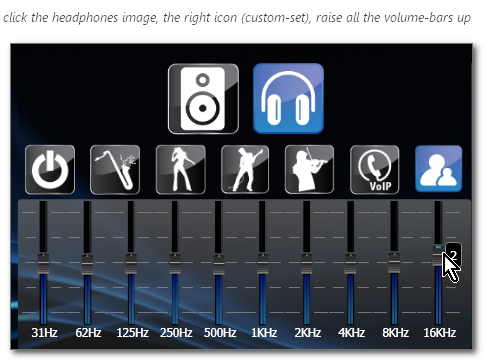 click the headphones image, the right icon (custom-set), raise all the volume-bars up
VoIP
2
31Hz 62Hz 125Hz 250Hz 500Hz 1KHz 2KHz 4KHz 8KHz 16KHz